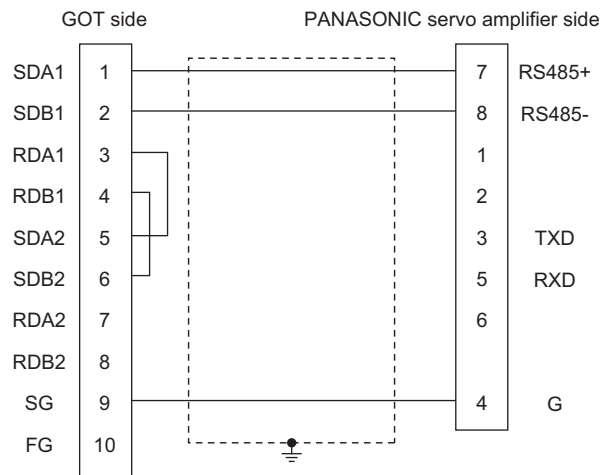 GOT side PANASONIC servo amplifier side
SDA1 1 7 RS485+
SDB1 2 8 RS485-
RDA1 3 1
RDB1 4 2
SDA2 5 3 TXD
SDB2 6 5 RXD
RDA2 7 6
RDB2 8
SG 9 4 G
FG 10